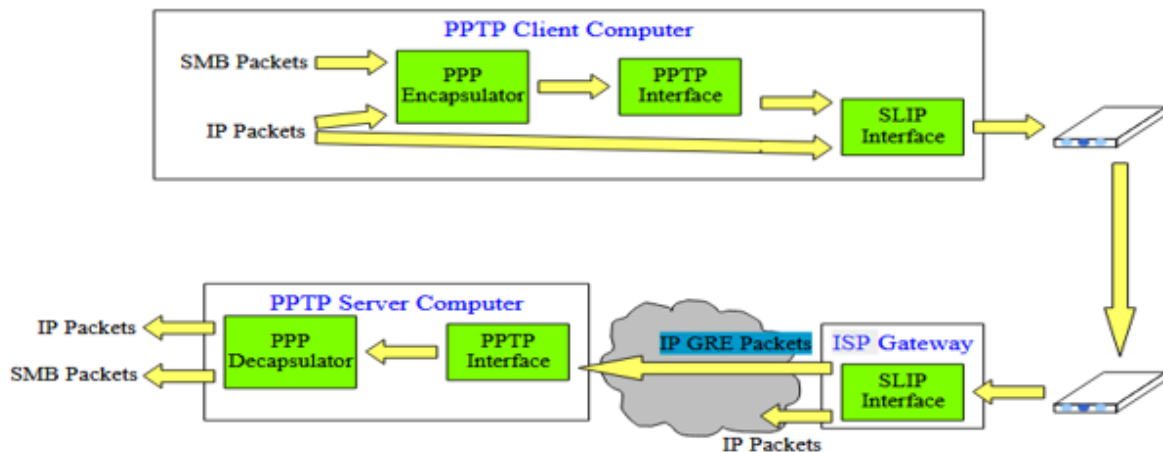 PPTP Client Computer
SMB Packets
PPP
Encapsulator
PPTP
Interface
IP Packets
SLIP
Interface
PPTP Server Computer
IP Packets
SMB Packets
PPP
Decapsulator
PPTP
Interface
IP GRE Packets
ISP Gateway
SLIP
Interface
IP Packets